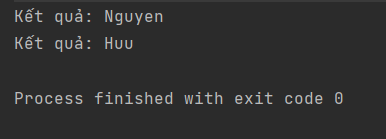 Kết quả: Nguyen
Kết quả: Huu
Process finished with exit code 0